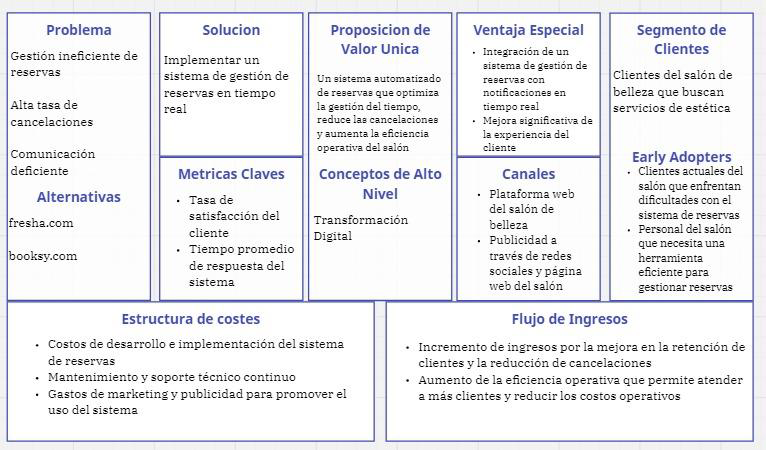 Problema
Gestión ineficiente de
reservas
Alta tasa de
cancelaciones
Comunicación
deficiente
Alternativas
fresha.com
booksy.com
Solucion
Implementar un
sistema de gestión de
reservas en tiempo
real
Metricas Claves
• Tasa de
satisfacción del
cliente
• Tiempo promedio
de respuesta del
sistema
Proposicion de
Valor Unica
Un sistema automatizado
de reservas que optimiza
la gestión del tiempo,
reduce las cancelaciones
y aumenta la eficiencia
operativa del salón
Conceptos de Alto
Nivel
Transformación
Digital
Ventaja Especial
• Integración de un
sistema de gestión de
reservas con
notificaciones en
tiempo real
• Mejora significativa de
la experiencia del
cliente
Canales
• Plataforma web
del salón de
belleza
• Publicidad a
través de redes
sociales y página
web del salón
Segmento de
Clientes
Clientes del salón de
belleza que buscan
servicios de estética
Early Adopters
• Clientes actuales del
salón que enfrentan
dificultades con el
sistema de reservas
• Personal del salón
que necesita una
herramienta
eficiente para
gestionar reservas
Estructura de costes
• Costos de desarrollo e implementación del sistema
de reservas
• Mantenimiento y soporte técnico continuo
• Gastos de marketing y publicidad para promover el
uso del sistema
Flujo de Ingresos
• Incremento de ingresos por la mejora en la retención de
clientes y la reducción de cancelaciones
• Aumento de la eficiencia operativa que permite atender
a más clientes y reducir los costos operativos